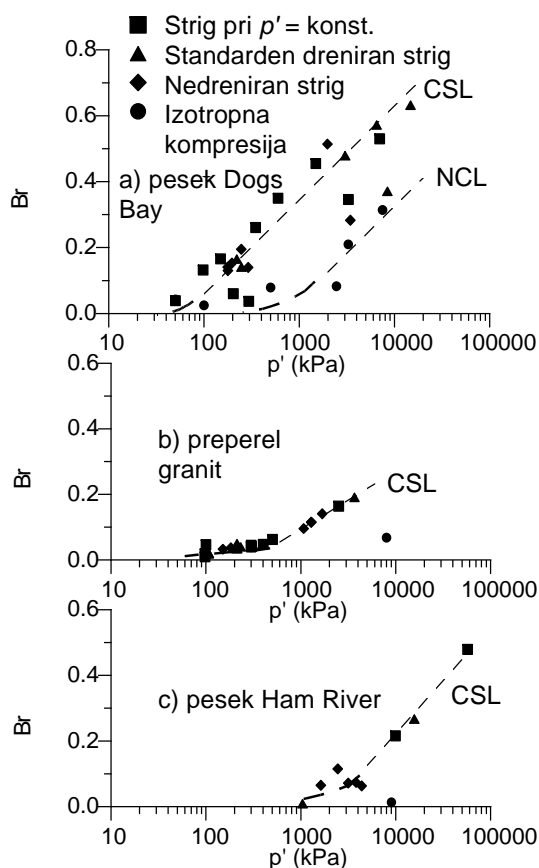 Strig pri p' = konst.
Standarden dreniran strig
Nedreniran strig
Izotropna
kompresija
a) pesek Dogs
Bay
CSL
NCL
Br
0.8
0.6
0.4
0.2
0.0
10 100 1000 10000 100000
p' (kPa)
b) preperel
granit
CSL
Br
0.6
0.4
0.2
0.0
10 100 1000 10000 100000
p' (kPa)
c) pesek Ham River
CSL
Br
0.6
0.4
0.2
0.0
10 100 1000 10000 100000
p' (kPa)